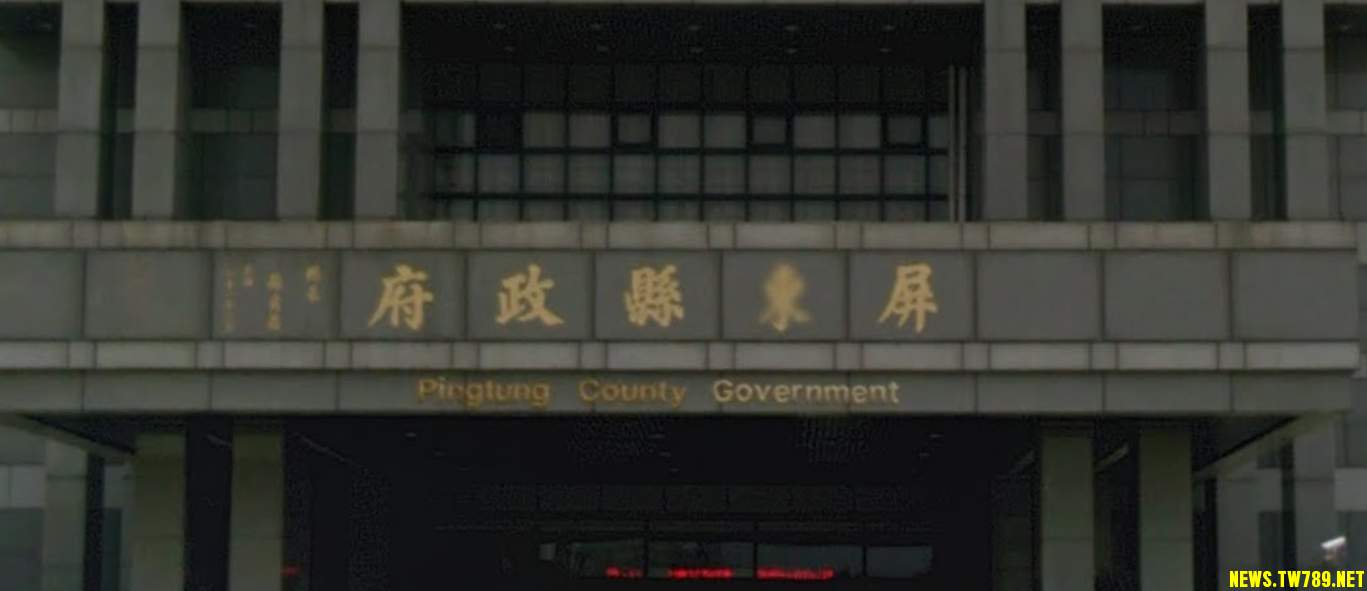 屏東縣政府
Pingtung County Government
NEWS.TW789.NET